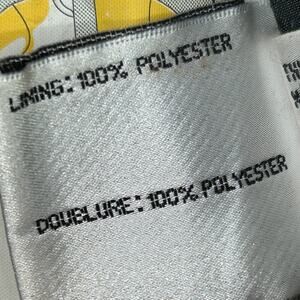 LINING: 100% POLYESTER
DOUBLURE: 100% POLYESTER